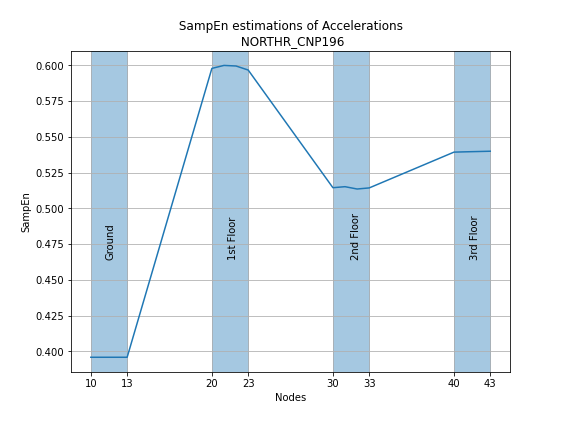 SampEn estimations of Accelerations
NORTHR_CNP196
SampEn
0.600
0.575
0.550
0.525
0.500
0.475
0.450
0.425
0.400
Ground
1st Floor
2nd Floor
3rd Floor
10 13 20 23 30 33 40 43
Nodes